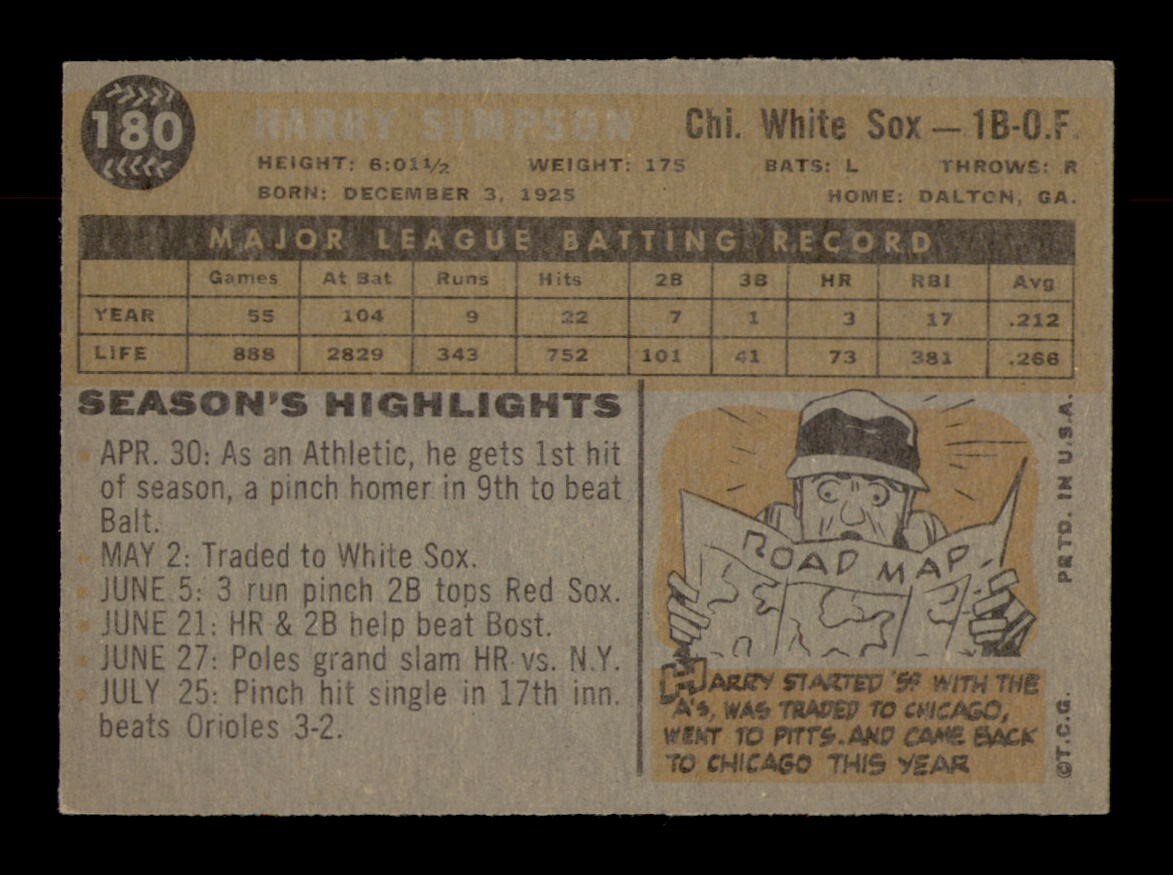 180
HARRY SIMPSON
Chi. White Sox — 1B-O.F.
HEIGHT: 6:01½ WEIGHT: 175 BATS: L THROWS: R
BORN: DECEMBER 3, 1925 HOME: DALTON, GA.
MAJOR LEAGUE BATTING RECORD
Games At Bat Runs Hits 2B 3B HR RBI Avg
YEAR 55 104 9 22 7 1 3 17 .212
LIFE 888 2829 343 752 101 41 73 381 .266
SEASON'S HIGHLIGHTS
APR. 30: As an Athletic, he gets 1st hit
of season, a pinch homer in 9th to beat
Balt.
MAY 2: Traded to White Sox.
JUNE 5: 3 run pinch 2B tops Red Sox.
JUNE 21: HR & 2B help beat Bost.
JUNE 27: Poles grand slam HR vs. N.Y.
JULY 25: Pinch hit single in 17th inn.
beats Orioles 3-2.
ROAD MAP
HARRY STARTED '59 WITH THE
A'S, WAS TRADED TO CHICAGO,
WENT TO PITTS. AND CAME BACK
TO CHICAGO THIS YEAR
©T.C.G. PRTD. IN U.S.A.